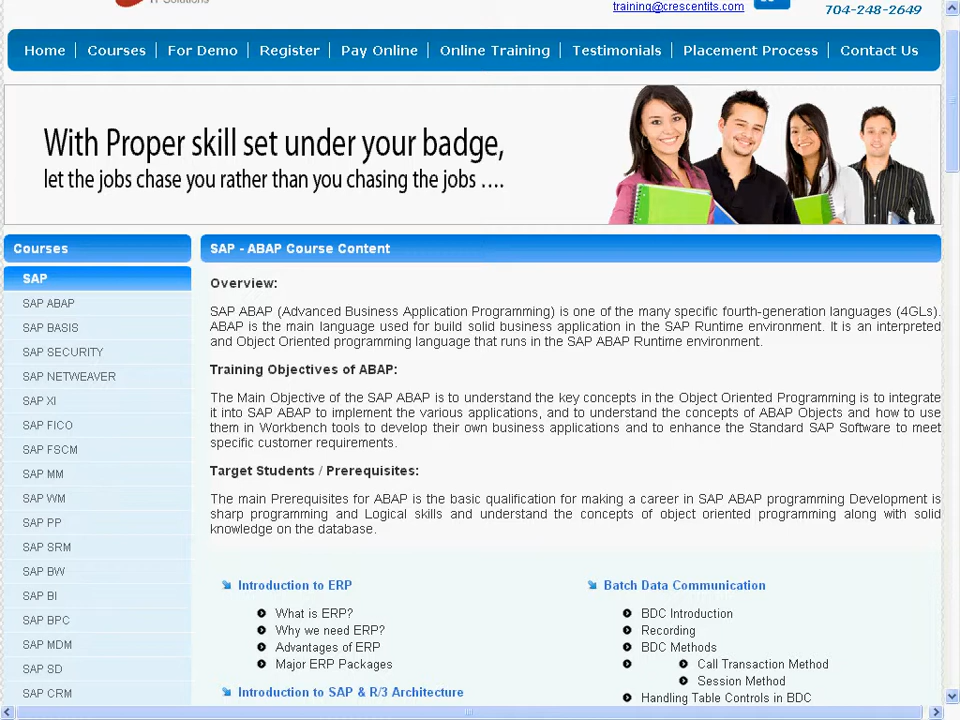 IT Solutions
training@crescentits.com
704-248-2649
Home
Courses
For Demo
Register
Pay Online
Online Training
Testimonials
Placement Process
Contact Us
With Proper skill set under your badge,
let the jobs chase you rather than you chasing the jobs ....
Courses
SAP
SAP ABAP
SAP BASIS
SAP SECURITY
SAP NETWEAVER
SAP XI
SAP FICO
SAP FSCM
SAP MM
SAP WM
SAP PP
SAP SRM
SAP BW
SAP BI
SAP BPC
SAP MDM
SAP SD
SAP CRM
SAP - ABAP Course Content
Overview:
SAP ABAP (Advanced Business Application Programming) is one of the many specific fourth-generation languages (4GLs).
ABAP is the main language used for build solid business application in the SAP Runtime environment. It is an interpreted
and Object Oriented programming language that runs in the SAP ABAP Runtime environment.
Training Objectives of ABAP:
The Main Objective of the SAP ABAP is to understand the key concepts in the Object Oriented Programming is to integrate
it into SAP ABAP to implement the various applications, and to understand the concepts of ABAP Objects and how to use
them in Workbench tools to develop their own business applications and to enhance the Standard SAP Software to meet
specific customer requirements.
Target Students / Prerequisites:
The main Prerequisites for ABAP is the basic qualification for making a career in SAP ABAP programming Development is
sharp programming and Logical skills and understand the concepts of object oriented programming along with solid
knowledge on the database.
Introduction to ERP
What is ERP?
Why we need ERP?
Advantages of ERP
Major ERP Packages
Introduction to SAP & R/3 Architecture
Batch Data Communication
BDC Introduction
Recording
BDC Methods
Call Transaction Method
Session Method
Handling Table Controls in BDC